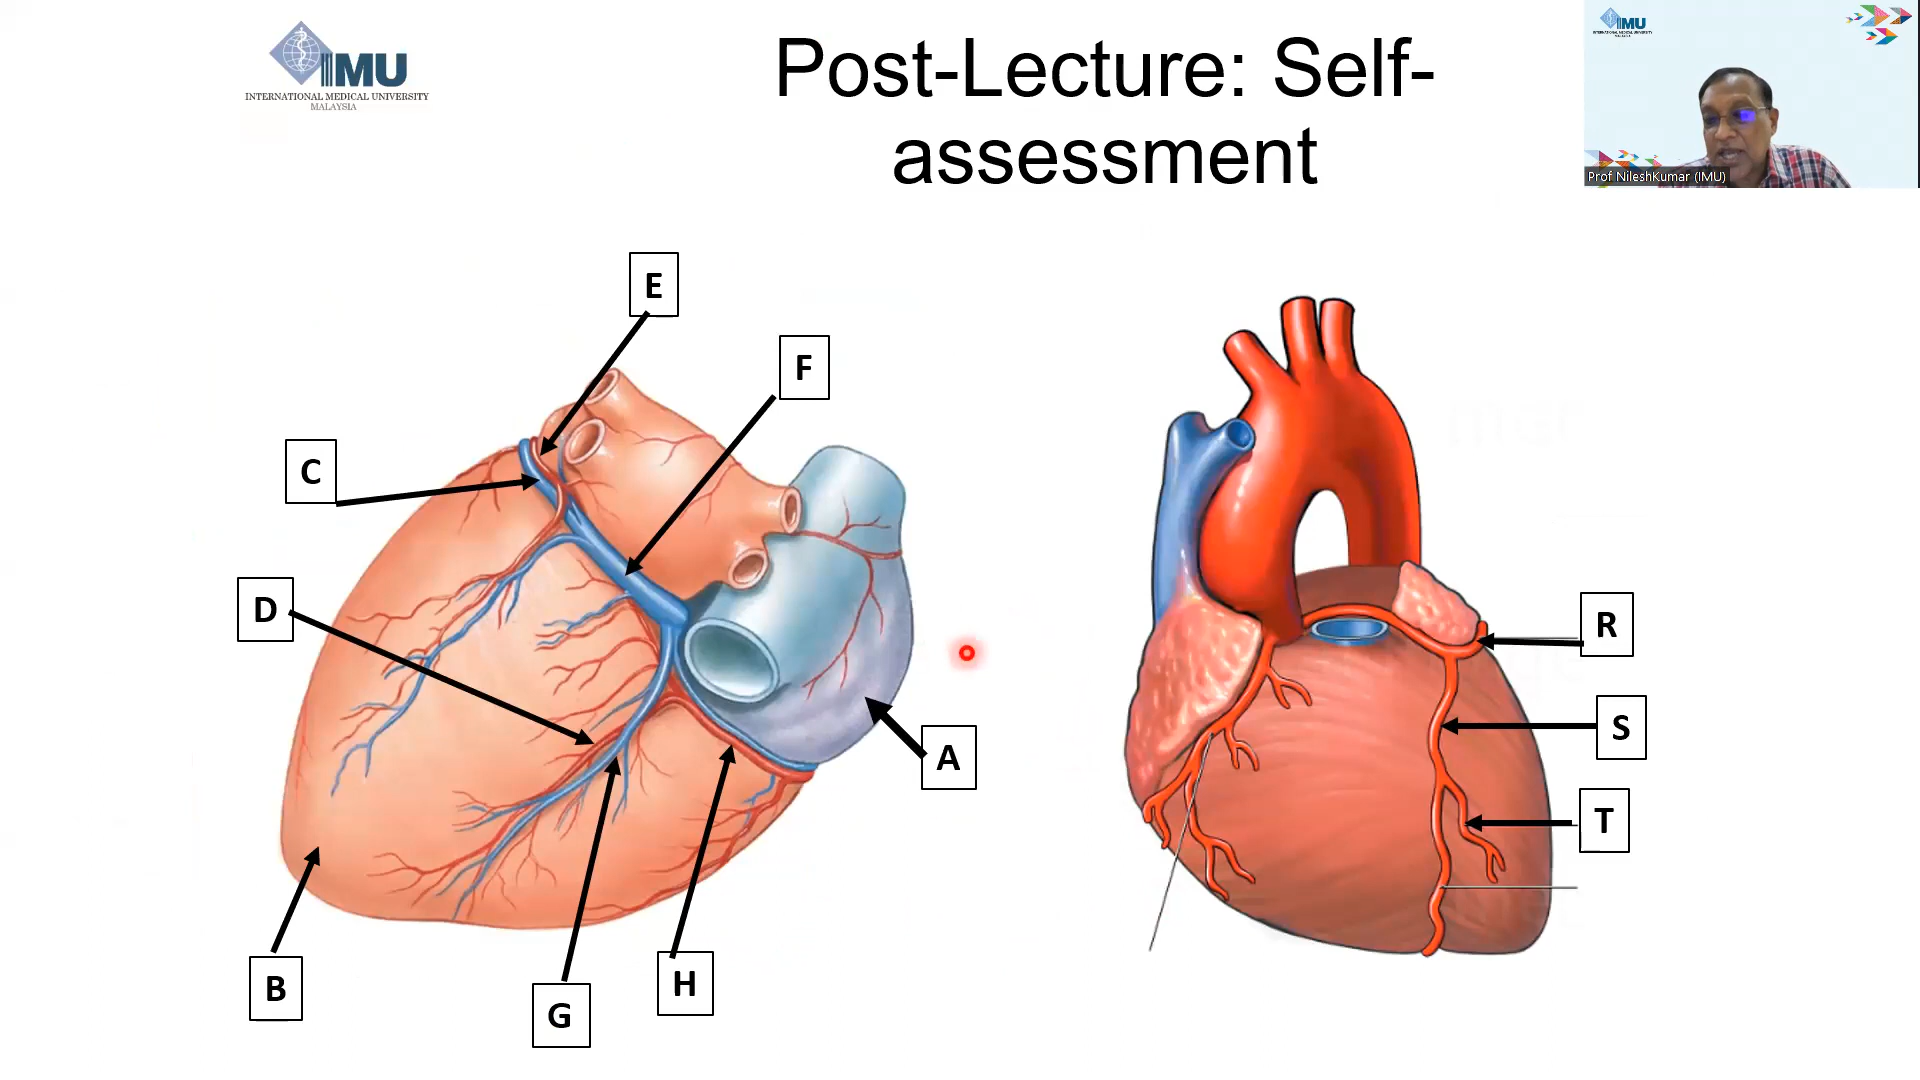 IMU
INTERNATIONAL MEDICAL UNIVERSITY
MALAYSIA
Post-Lecture: Self-
assessment
IMU
Prof NileshKumar (IMU)
E
F
C
D
R
S
A
T
B
G
H